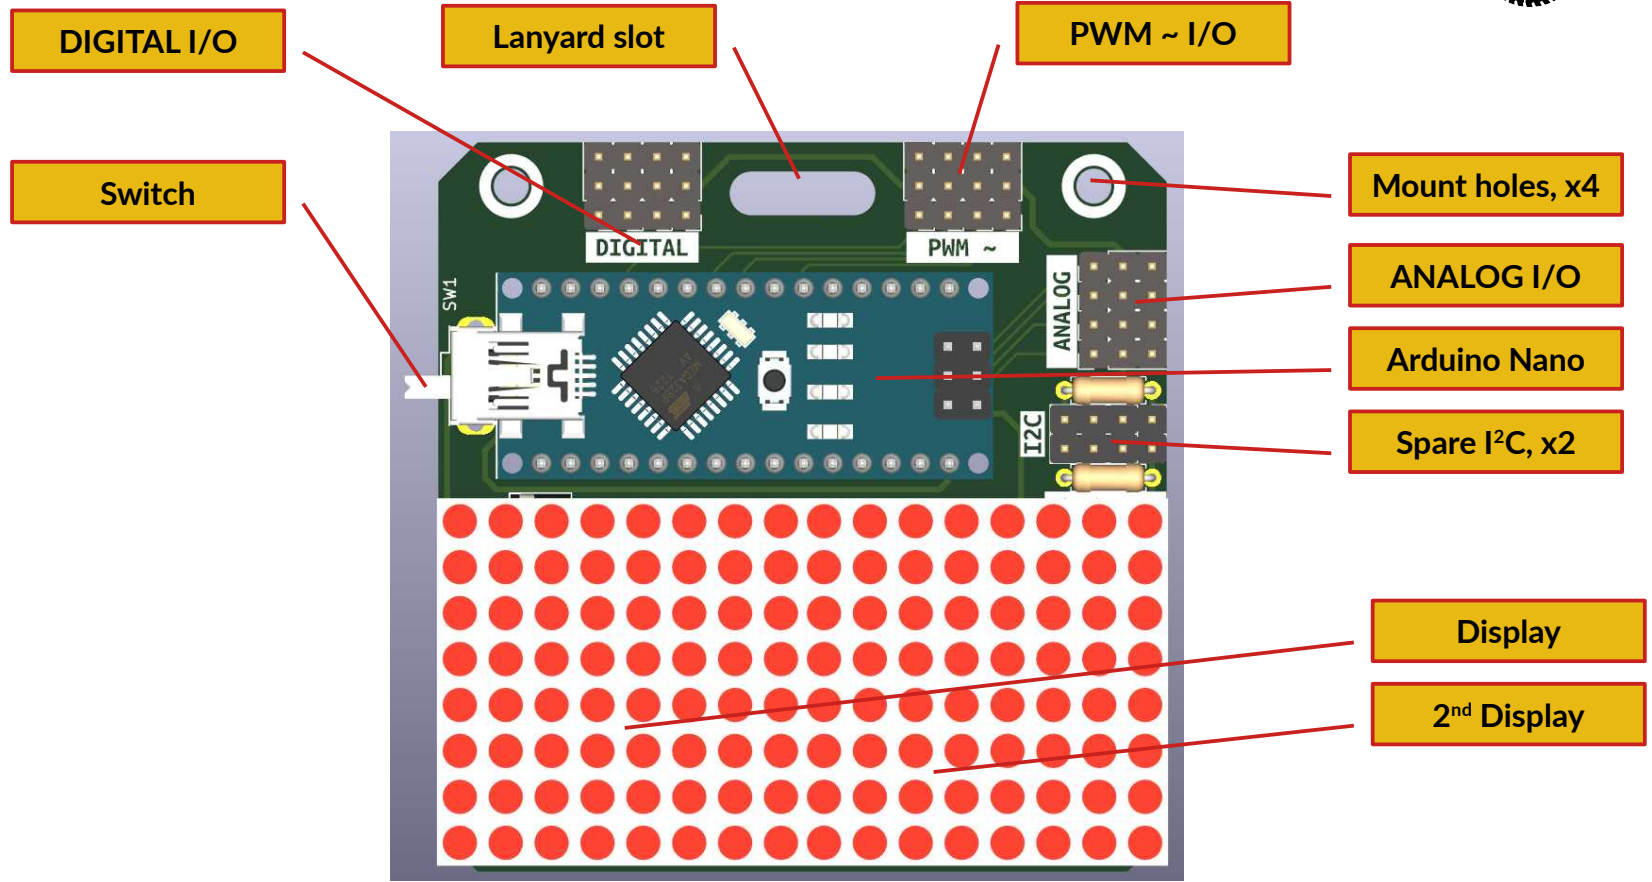 DIGITAL I/O
Lanyard slot
PWM ~ I/O
Switch
Mount holes, x4
DIGITAL
PWM ~
SW1
ANALOG
ANALOG I/O
Arduino Nano
I2C
Spare I²C, x2
Display
2nd Display